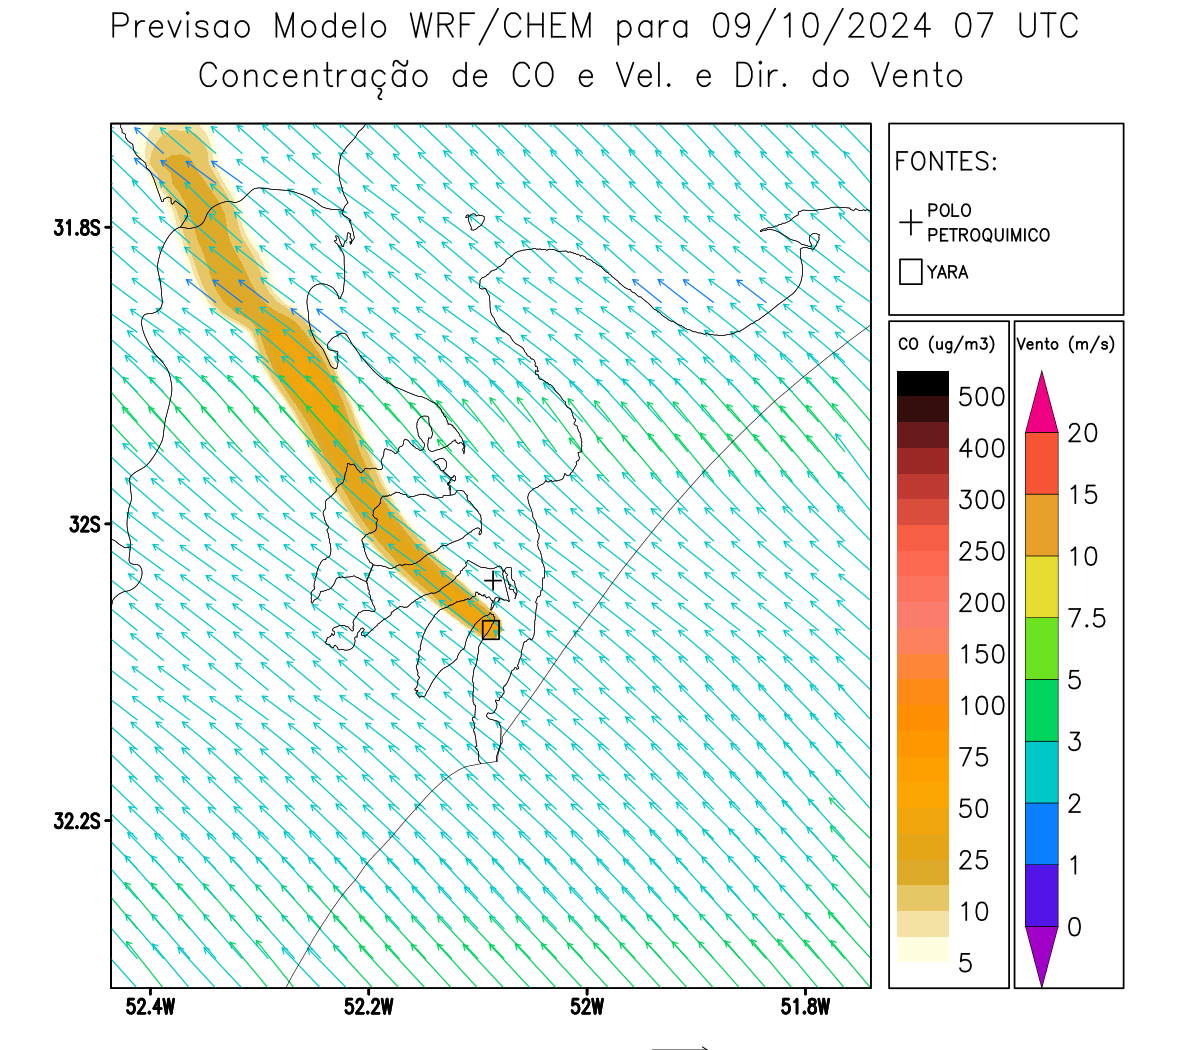 Previsao Modelo WRF/CHEM para 09/10/2024 07 UTC
Concentração de CO e Vel. e Dir. do Vento
FONTES:
POLO
PETROQUIMICO
YARA
CO (ug/m3)
500
400
300
250
200
150
100
75
50
25
10
5
Vento (m/s)
20
15
10
7.5
5
3
2
1
0
31.8S
32S
32.2S
52.4W
52.2W
52W
51.8W